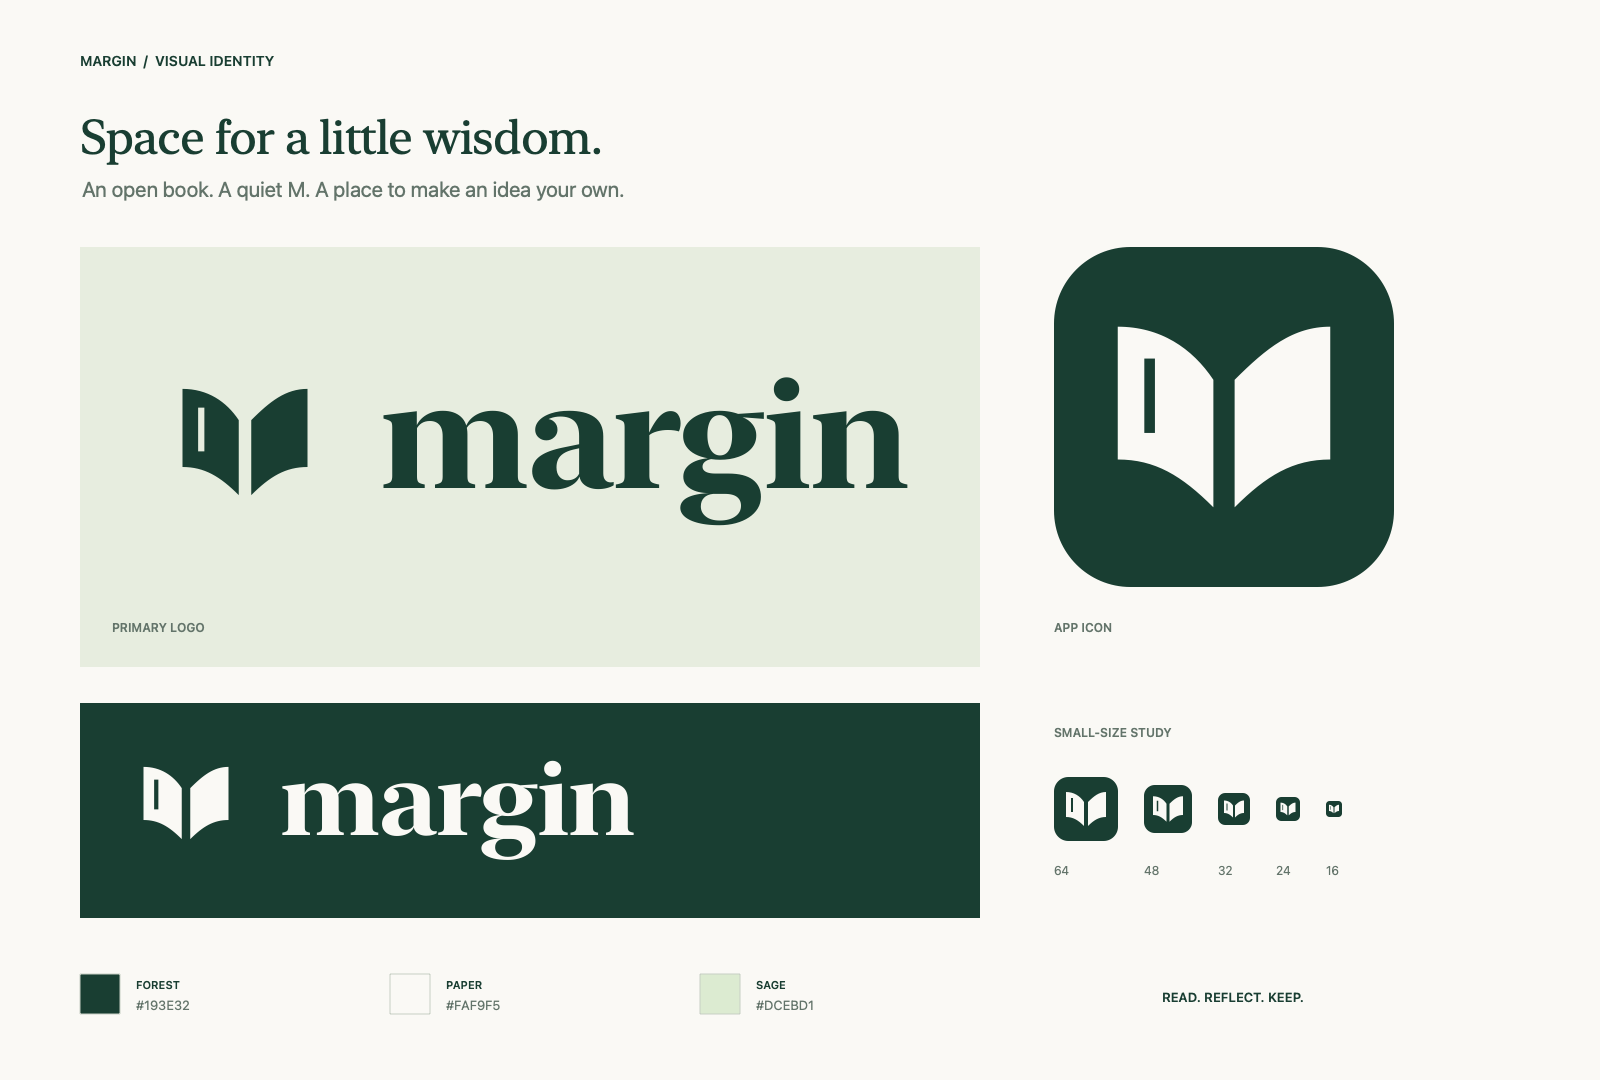 MARGIN / VISUAL IDENTITY
Space for a little wisdom.
An open book. A quiet M. A place to make an idea your own.
margin
PRIMARY LOGO
APP ICON
margin
SMALL-SIZE STUDY
64 48 32 24 16
FOREST
#193E32
PAPER
#FAF9F5
SAGE
#DCEBD1
READ. REFLECT. KEEP.